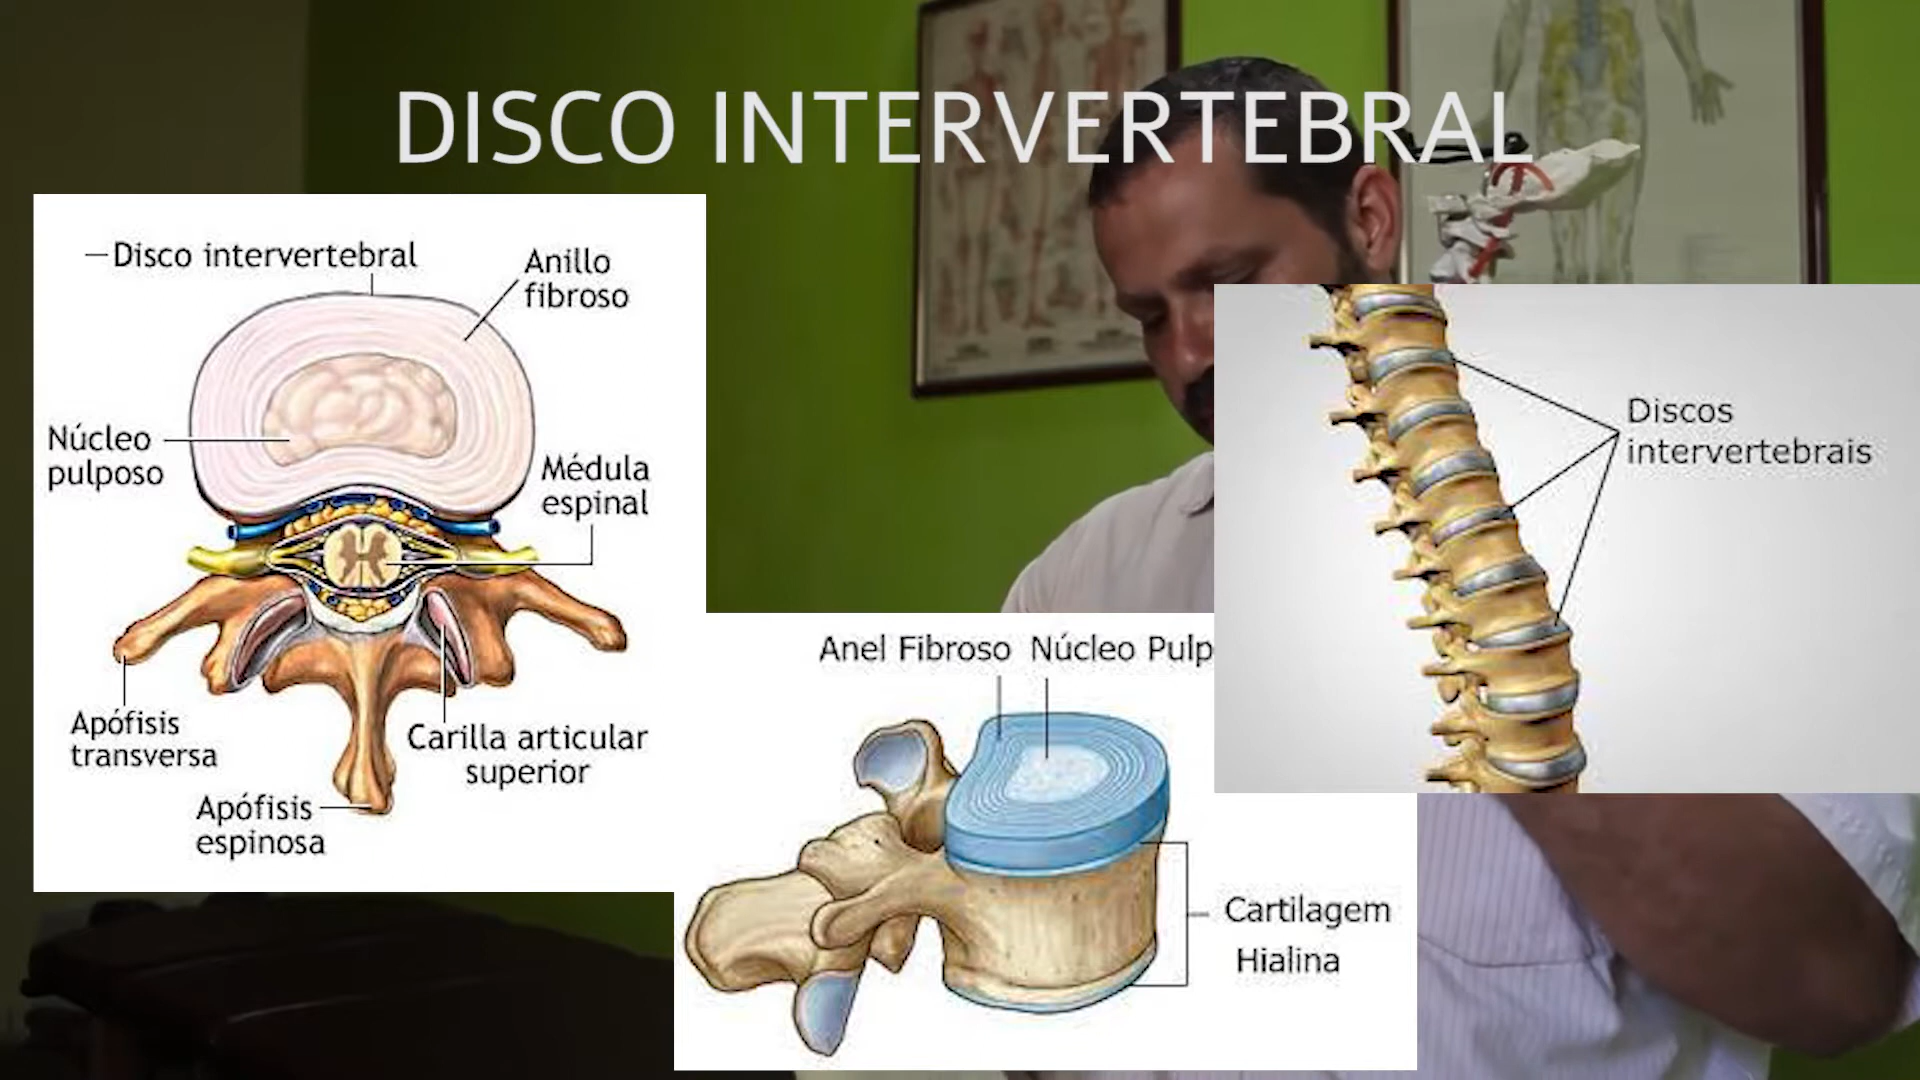 DISCO INTERVERTEBRAL
Disco intervertebral
Anillo
fibroso
Núcleo
pulposo
Médula
espinal
Apófisis
transversa
Carilla articular
superior
Apófisis
espinosa
Anel Fibroso Núcleo Pulp
Cartilagem
Hialina
Discos
intervertebrais